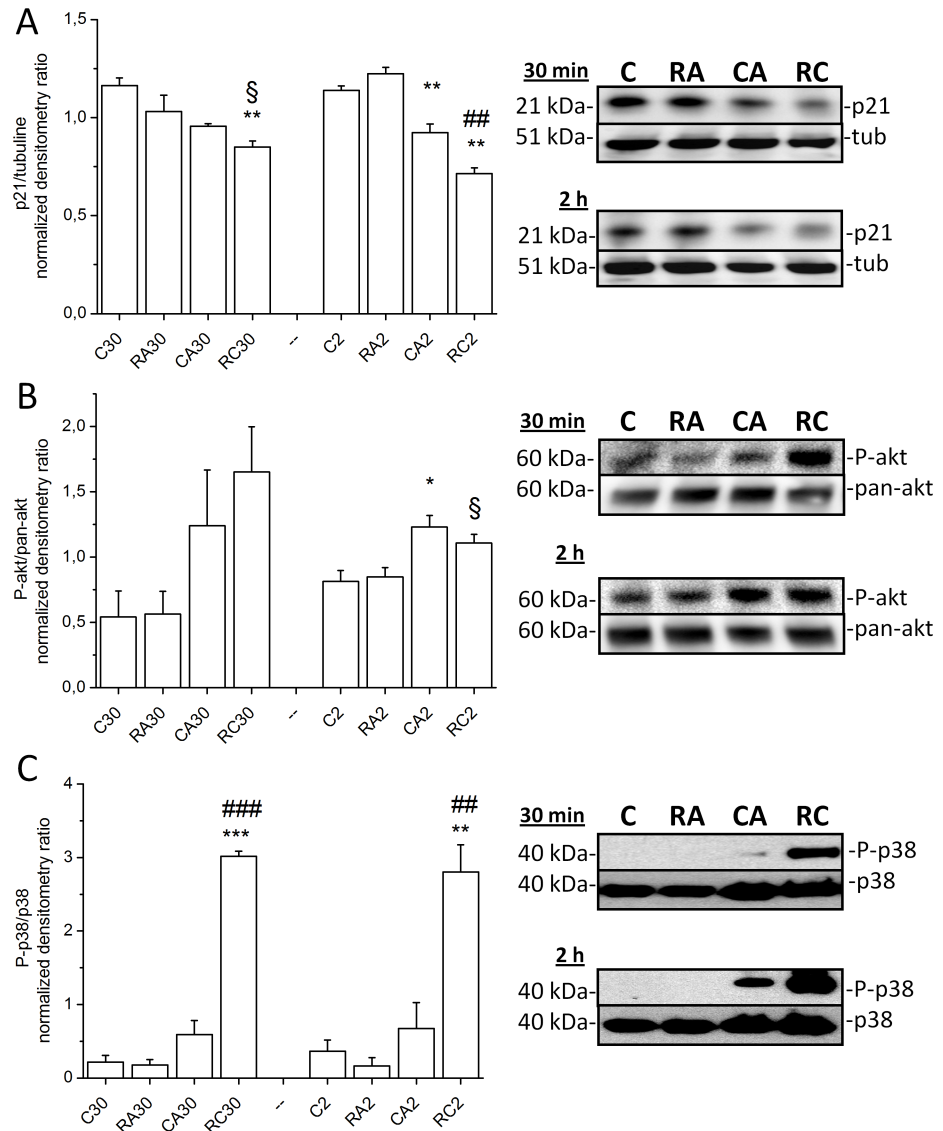 A
p21/tubuline
normalized densitometry ratio
1,5
1,0
0,5
0,0
§
**
**
##
**
C30
RA30
CA30
RC30
--
C2
RA2
CA2
RC2
30 min
C RA CA RC
21 kDa- -p21
51 kDa- -tub
2 h
21 kDa- -p21
51 kDa- -tub
B
P-akt/pan-akt
normalized densitometry ratio
2,0
1,5
1,0
0,5
0,0
*
§
C30
RA30
CA30
RC30
--
C2
RA2
CA2
RC2
30 min
C RA CA RC
60 kDa- -P-akt
60 kDa- -pan-akt
2 h
60 kDa- -P-akt
60 kDa- -pan-akt
C
P-p38/p38
normalized densitometry ratio
4
3
2
1
0
###
***
##
**
C30
RA30
CA30
RC30
--
C2
RA2
CA2
RC2
30 min
C RA CA RC
40 kDa- -P-p38
40 kDa- -p38
2 h
40 kDa- -P-p38
40 kDa- -p38